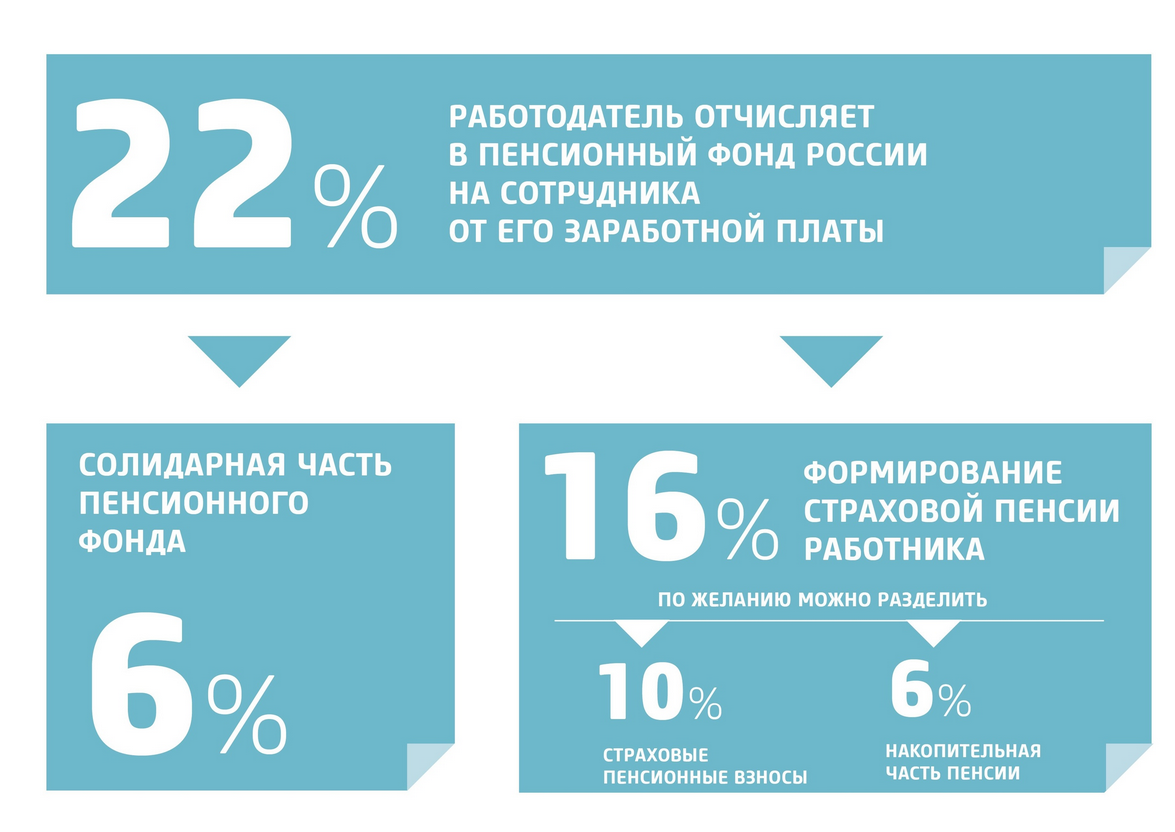 22%
РАБОТОДАТЕЛЬ ОТЧИСЛЯЕТ
В ПЕНСИОННЫЙ ФОНД РОССИИ
НА СОТРУДНИКА
ОТ ЕГО ЗАРАБОТНОЙ ПЛАТЫ
СОЛИДАРНАЯ ЧАСТЬ
ПЕНСИОННОГО
ФОНДА
6%
16%
ФОРМИРОВАНИЕ
СТРАХОВОЙ ПЕНСИИ
РАБОТНИКА
ПО ЖЕЛАНИЮ МОЖНО РАЗДЕЛИТЬ
10%
СТРАХОВЫЕ
ПЕНСИОННЫЕ ВЗНОСЫ
6%
НАКОПИТЕЛЬНАЯ
ЧАСТЬ ПЕНСИИ